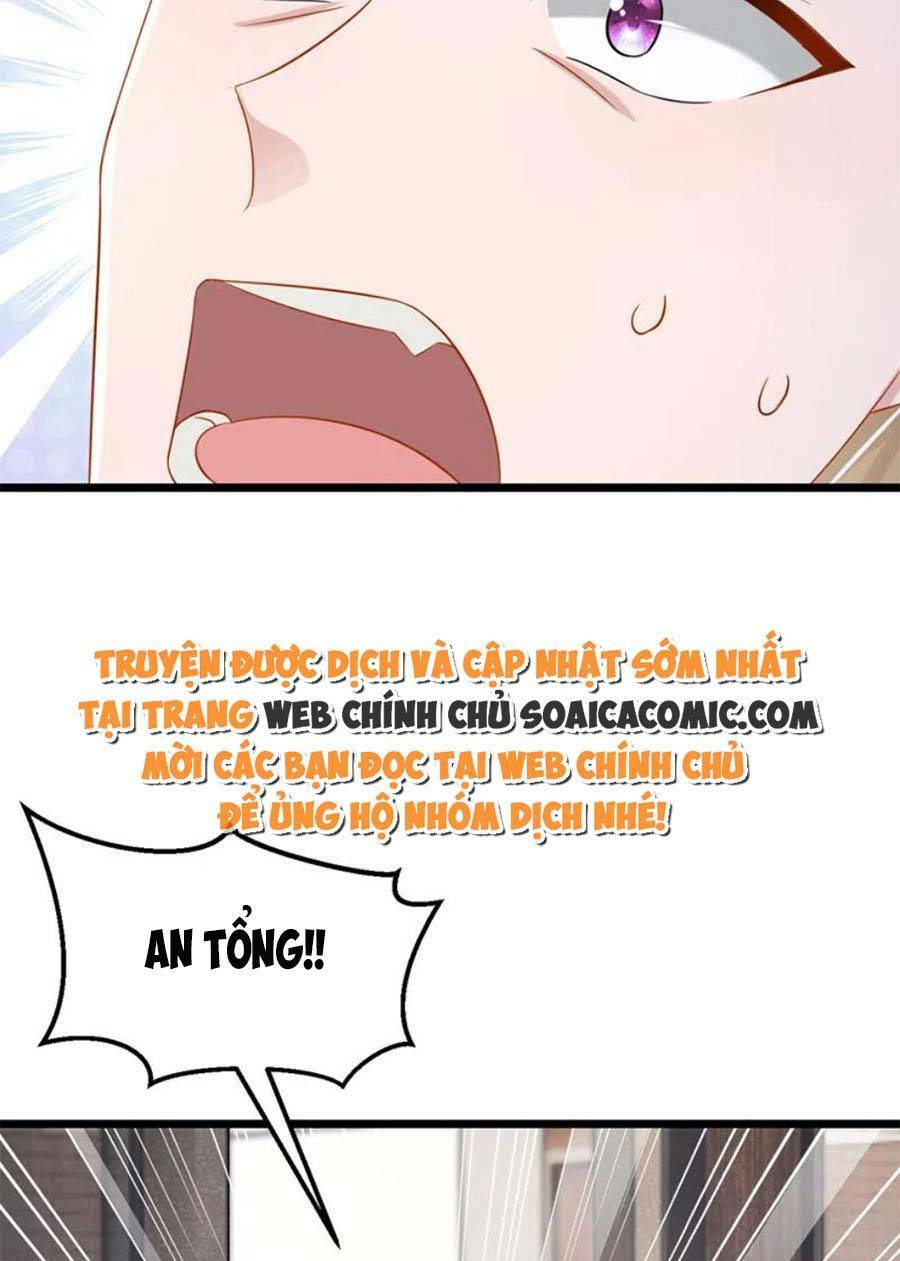 TRUYỆN ĐƯỢC DỊCH VÀ CẬP NHẬT SỚM NHẤT
TẠI TRANG WEB CHÍNH CHỦ SOAICACOMIC.COM
MỜI CÁC BẠN ĐỌC TẠI WEB CHÍNH CHỦ
ĐỂ ỦNG HỘ NHÓM DỊCH NHÉ!
AN TỔNG!!